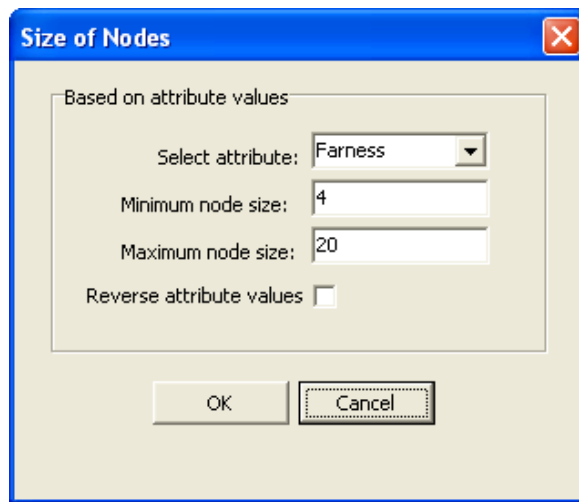 Size of Nodes
Based on attribute values
Select attribute: Farness
Minimum node size: 4
Maximum node size: 20
Reverse attribute values
OK Cancel